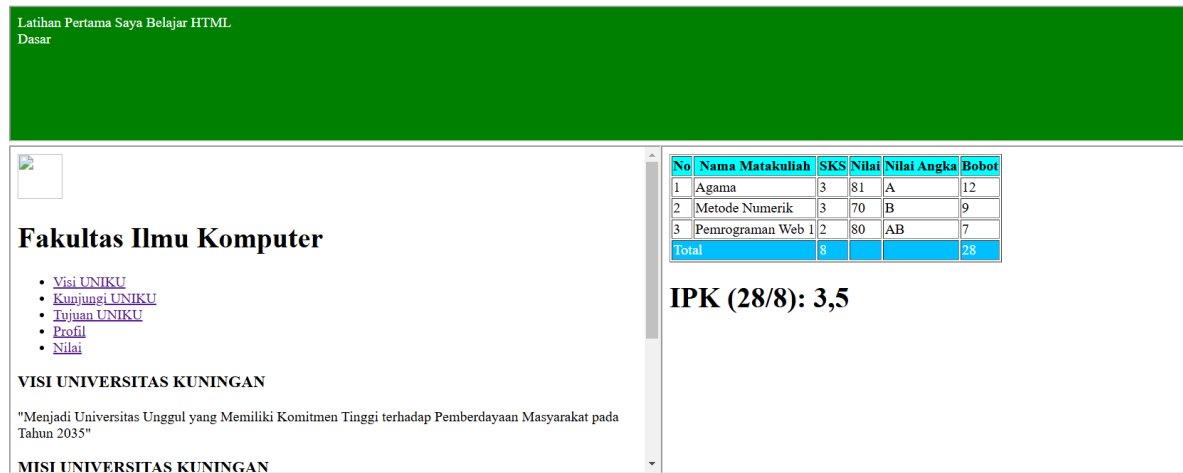 Latihan Pertama Saya Belajar HTML
Dasar
Fakultas Ilmu Komputer
Visi UNIKU
Kunjungi UNIKU
Tujuan UNIKU
Profil
Nilai
VISI UNIVERSITAS KUNINGAN
"Menjadi Universitas Unggul yang Memiliki Komitmen Tinggi terhadap Pemberdayaan Masyarakat pada
Tahun 2035"
MISI UNIVERSITAS KUNINGAN
No Nama Matakuliah SKS Nilai Nilai Angka Bobot
1 Agama 3 81 A 12
2 Metode Numerik 3 70 B 9
3 Pemrograman Web 1 2 80 AB 7
Total 8 28
IPK (28/8): 3,5